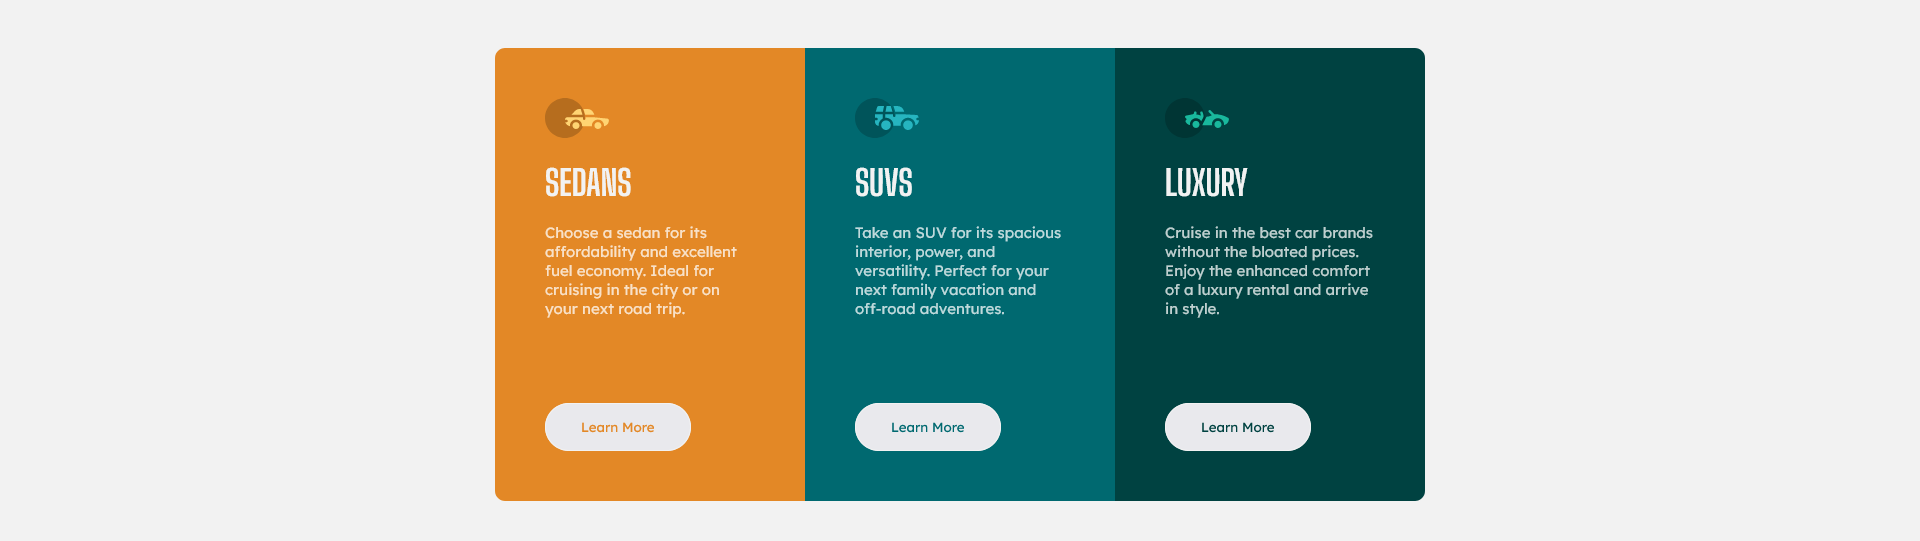 SEDANS
Choose a sedan for its
affordability and excellent
fuel economy. Ideal for
cruising in the city or on
your next road trip.
Learn More
SUVS
Take an SUV for its spacious
interior, power, and
versatility. Perfect for your
next family vacation and
off-road adventures.
Learn More
LUXURY
Cruise in the best car brands
without the bloated prices.
Enjoy the enhanced comfort
of a luxury rental and arrive
in style.
Learn More